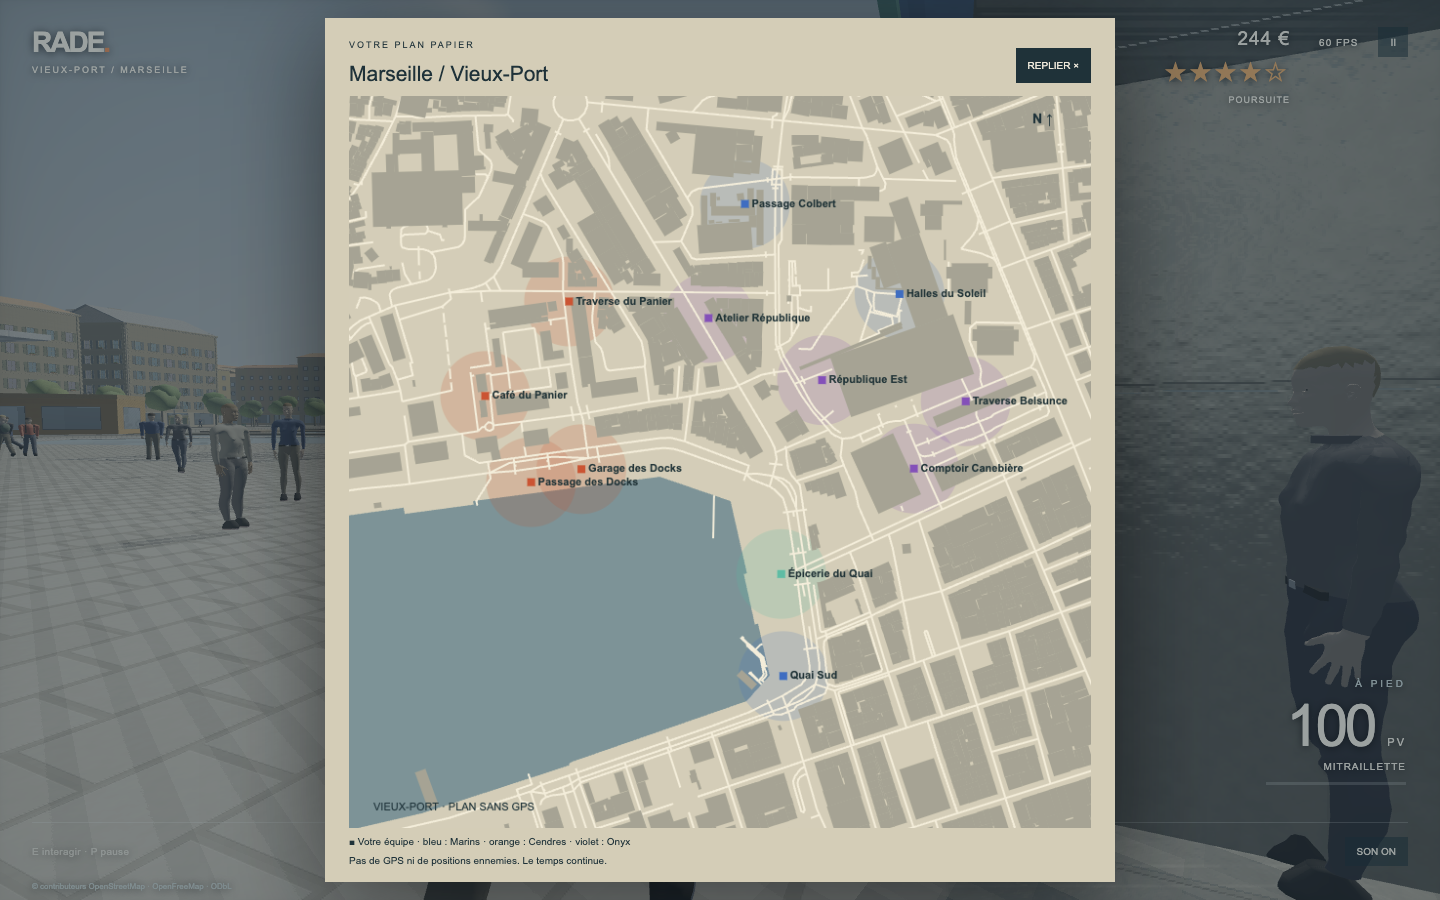 RADE.
VIEUX-PORT / MARSEILLE
VOTRE PLAN PAPIER
Marseille / Vieux-Port
REPLIER ×
244 €
60 FPS
II
★★★★☆
POURSUITE
N ↑
Passage Colbert
Halles du Soleil
Traverse du Panier
Atelier République
République Est
Café du Panier
Traverse Belsunce
Garage des Docks
Comptoir Canebière
Passage des Docks
Épicerie du Quai
Quai Sud
VIEUX-PORT · PLAN SANS GPS
■ Votre équipe · bleu : Marins · orange : Cendres · violet : Onyx
Pas de GPS ni de positions ennemies. Le temps continue.
À PIED
100 PV
MITRAILLETTE
E interagir · P pause
SON ON
© contributeurs OpenStreetMap · OpenFreeMap · ODbL